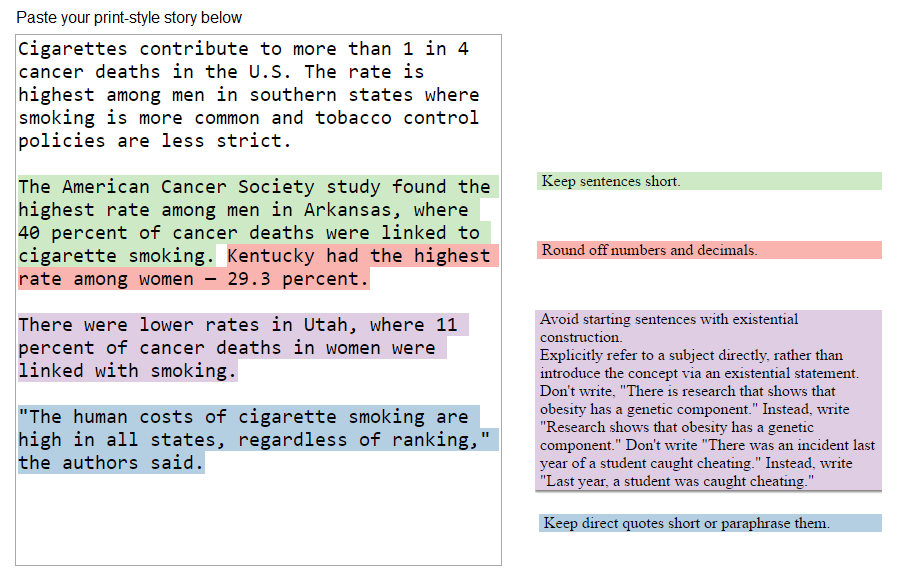 Paste your print-style story below
Cigarettes contribute to more than 1 in 4
cancer deaths in the U.S. The rate is
highest among men in southern states where
smoking is more common and tobacco control
policies are less strict.
The American Cancer Society study found the
highest rate among men in Arkansas, where
40 percent of cancer deaths were linked to
cigarette smoking. Kentucky had the highest
rate among women — 29.3 percent.
There were lower rates in Utah, where 11
percent of cancer deaths in women were
linked with smoking.
"The human costs of cigarette smoking are
high in all states, regardless of ranking,"
the authors said.
Keep sentences short.
Round off numbers and decimals.
Avoid starting sentences with existential
construction.
Explicitly refer to a subject directly, rather than
introduce the concept via an existential statement.
Don't write, "There is research that shows that
obesity has a genetic component." Instead, write
"Research shows that obesity has a genetic
component." Don't write "There was an incident last
year of a student caught cheating." Instead, write
"Last year, a student was caught cheating."
Keep direct quotes short or paraphrase them.